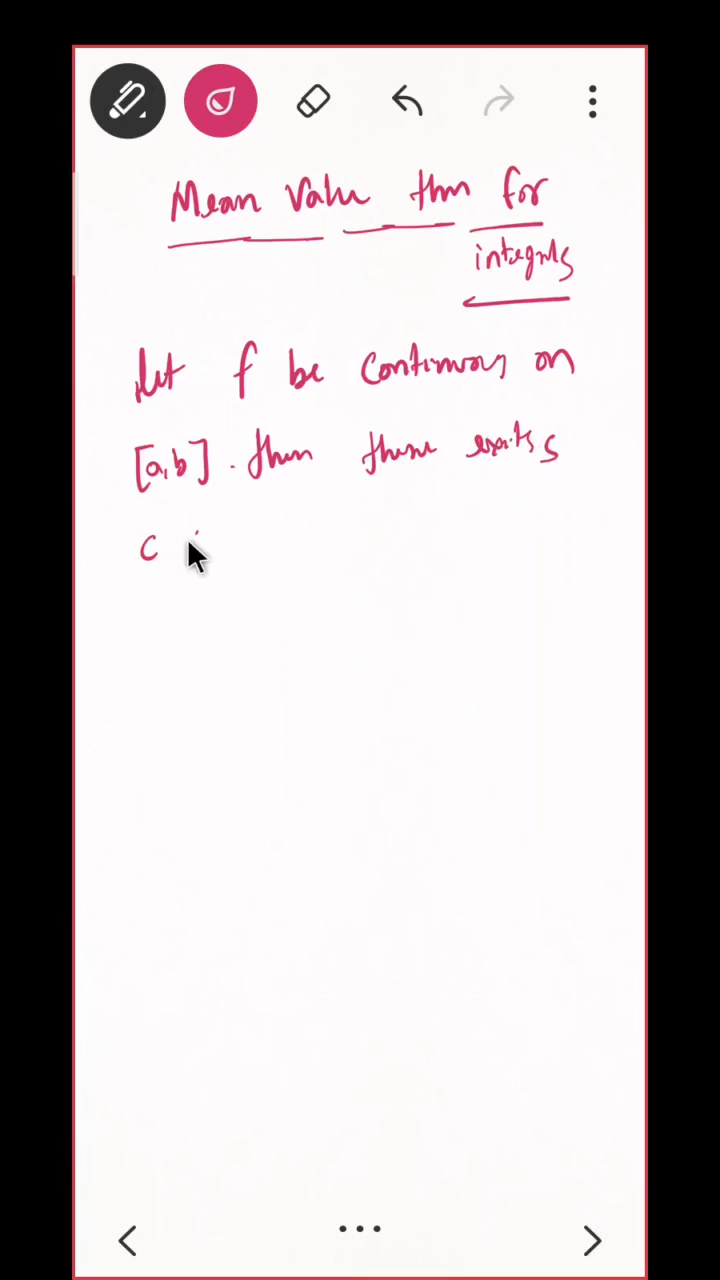 Mean Value thm for
integrals
Let f be continuous on
[a,b]. then there exists
c